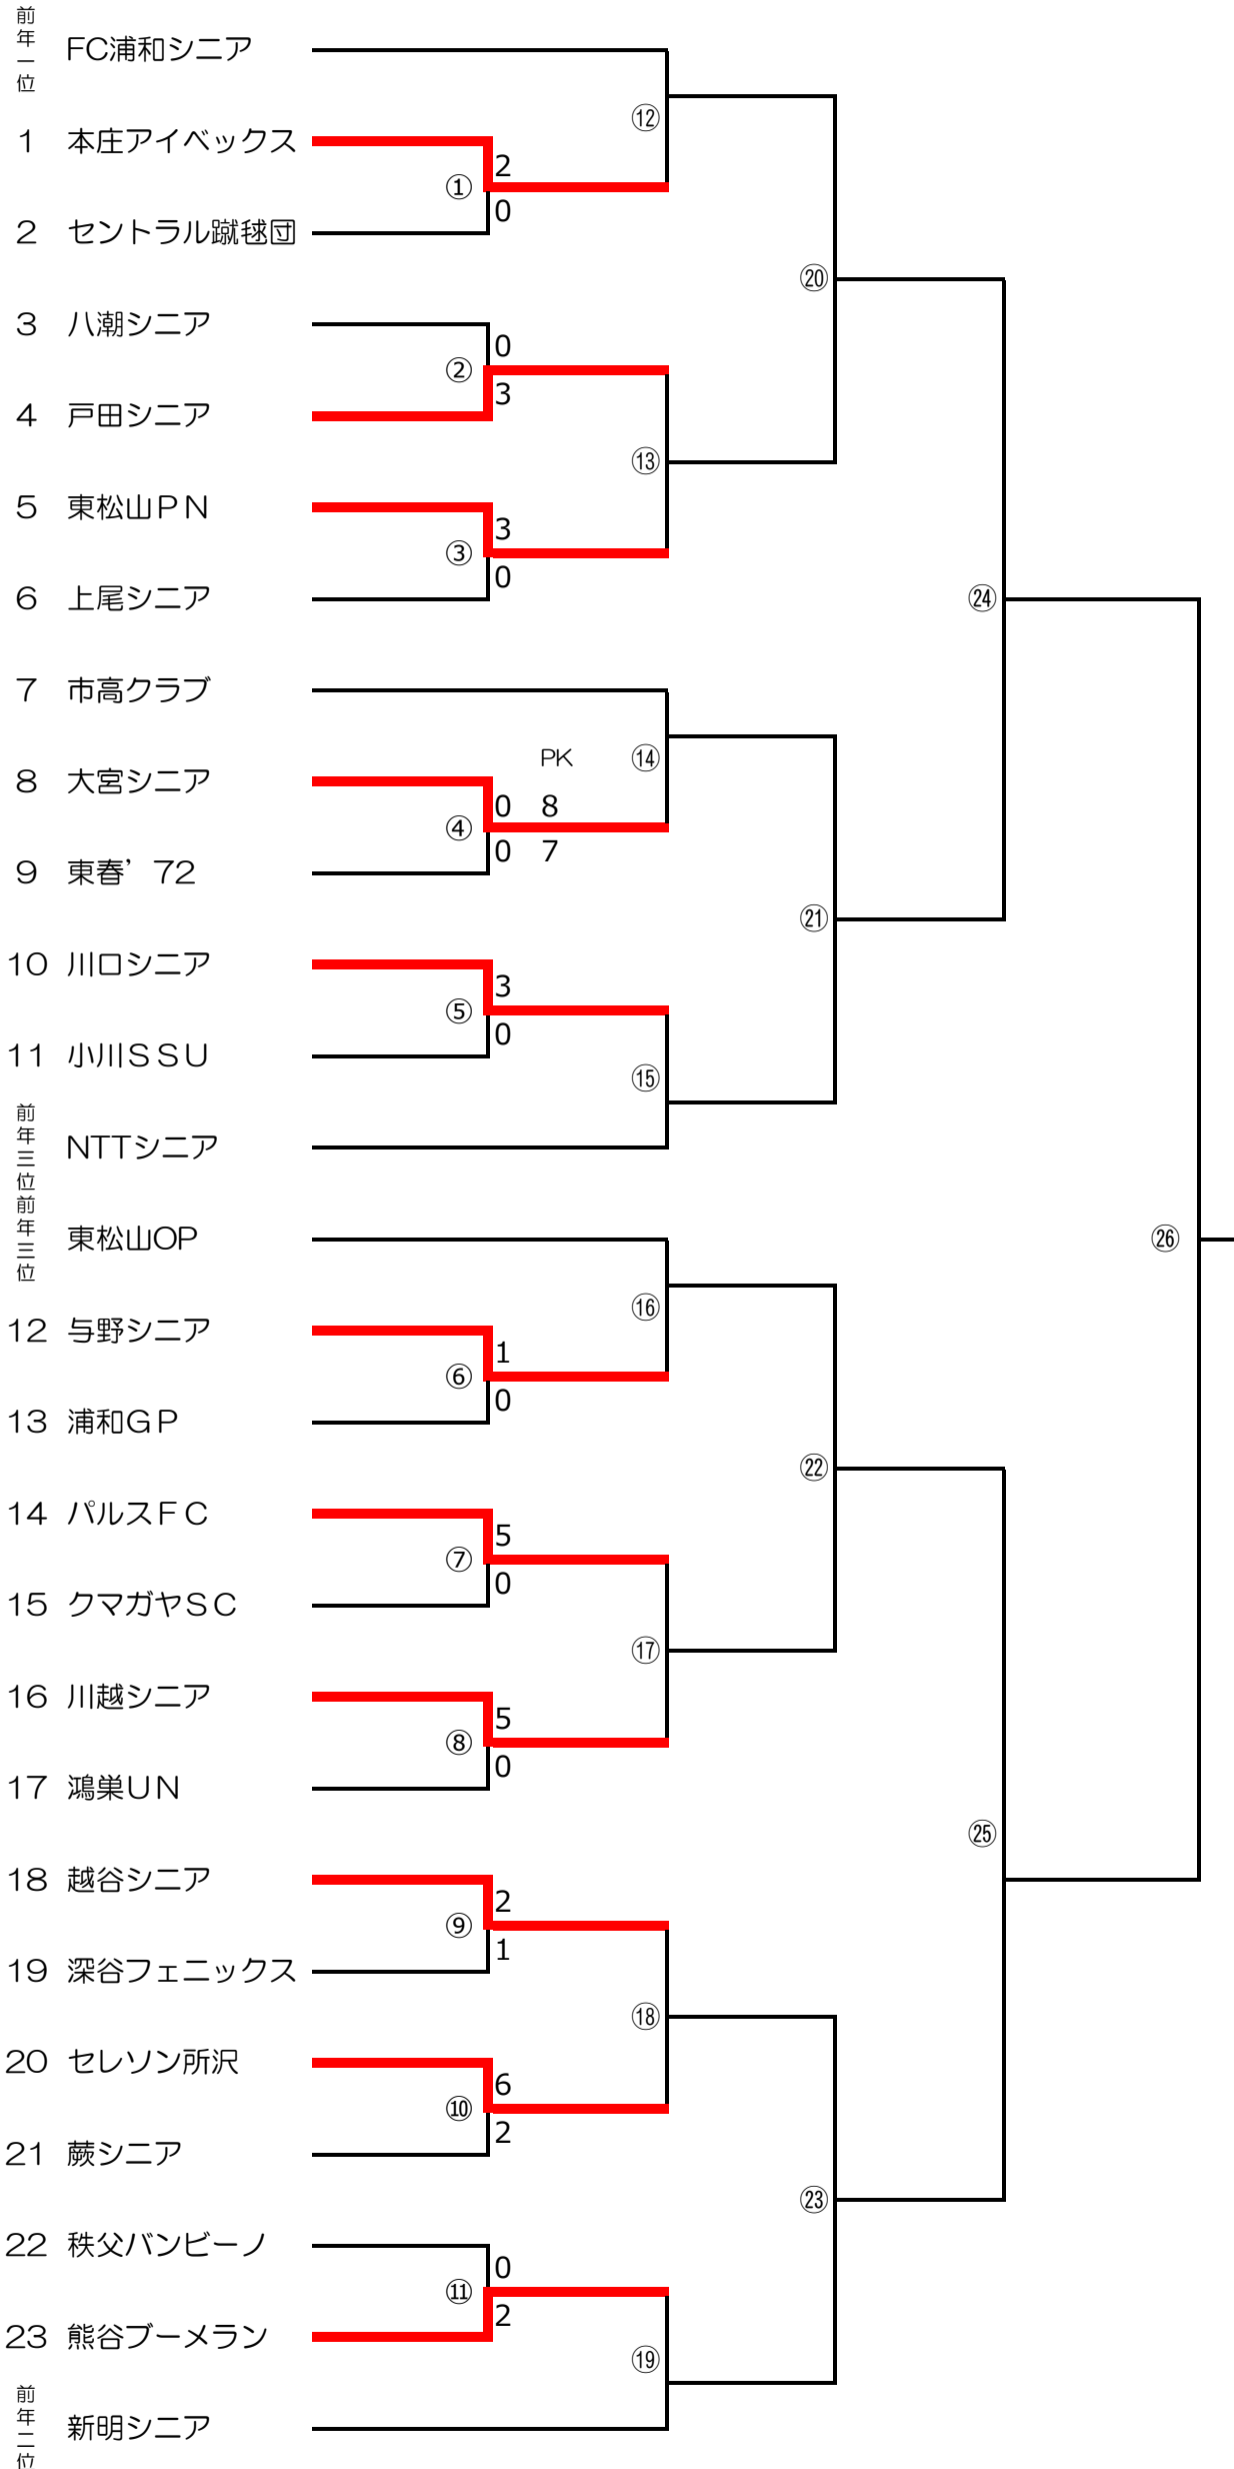 前年一位 FC浦和シニア
⑫
1 本庄アイベックス
2
①
0
2 セントラル蹴球団
⑳
3 八潮シニア
0
②
3
4 戸田シニア
⑬
5 東松山PN
3
③
0
6 上尾シニア
㉔
7 市高クラブ
PK ⑭
8 大宮シニア
0 8
④
0 7
9 東春’72
㉑
10 川口シニア
3
⑤
0
11 小川SSU
⑮
前年三位 NTTシニア
前年三位 東松山OP
㉖
⑯
12 与野シニア
1
⑥
0
13 浦和GP
㉒
14 パルスFC
5
⑦
0
15 クマガヤSC
⑰
16 川越シニア
5
⑧
0
17 鴻巣UN
㉕
18 越谷シニア
2
⑨
1
19 深谷フェニックス
⑱
20 セレソン所沢
6
⑩
2
21 蕨シニア
㉓
22 秩父バンビーノ
0
⑪
2
23 熊谷ブーメラン
⑲
前年二位 新明シニア